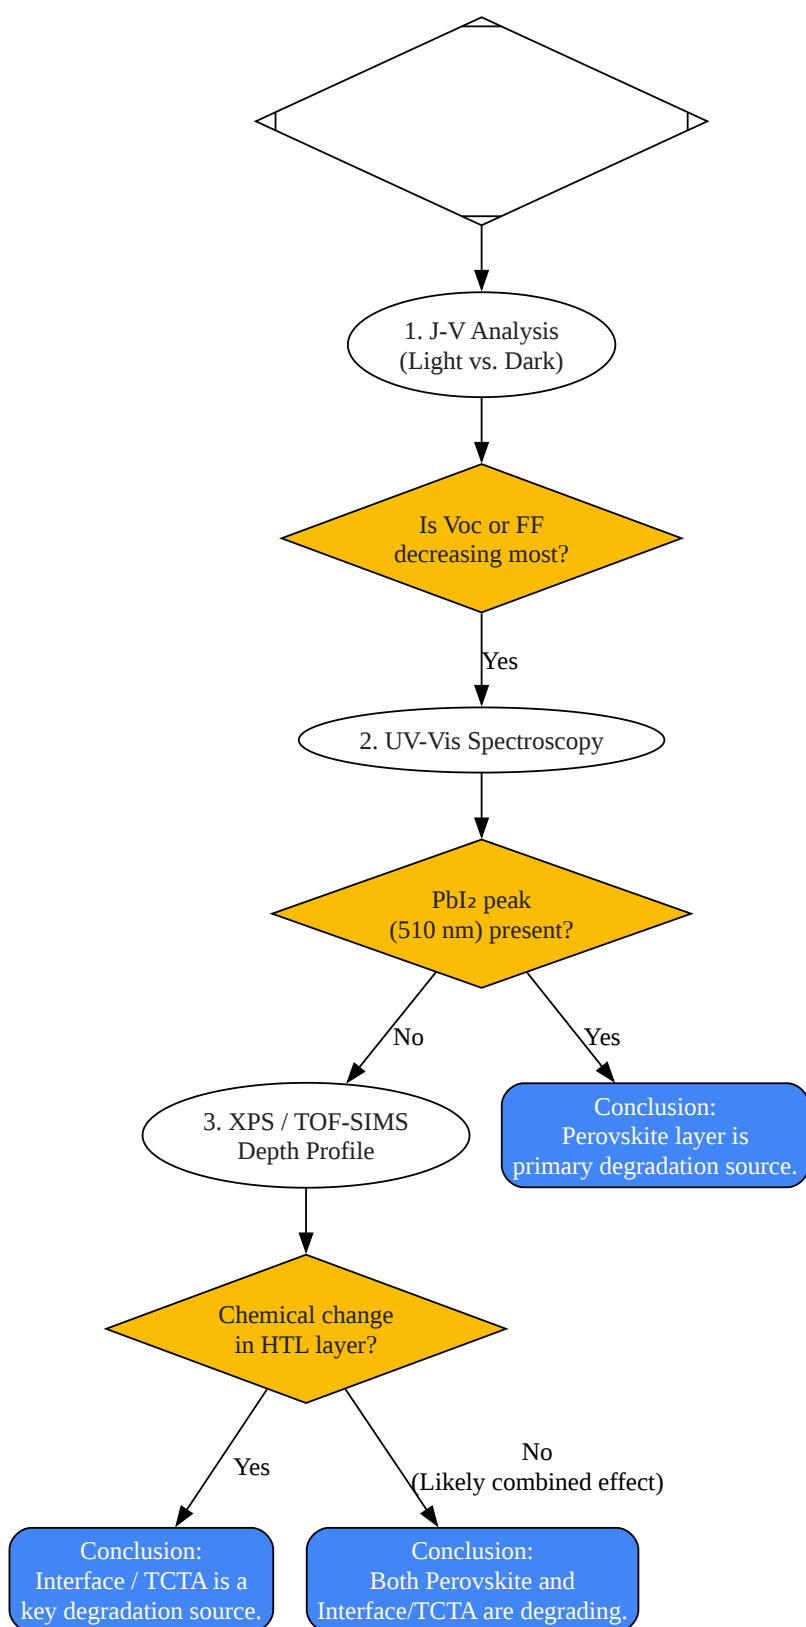 1. J-V Analysis
(Light vs. Dark)
Is Voc or FF
decreasing most?
Yes
2. UV-Vis Spectroscopy
PbI₂ peak
(510 nm) present?
No
Yes
3. XPS / TOF-SIMS
Depth Profile
Conclusion:
Perovskite layer is
primary degradation source.
Chemical change
in HTL layer?
Yes
No
(Likely combined effect)
Conclusion:
Interface / TCTA is a
key degradation source.
Conclusion:
Both Perovskite and
Interface/TCTA are degrading.